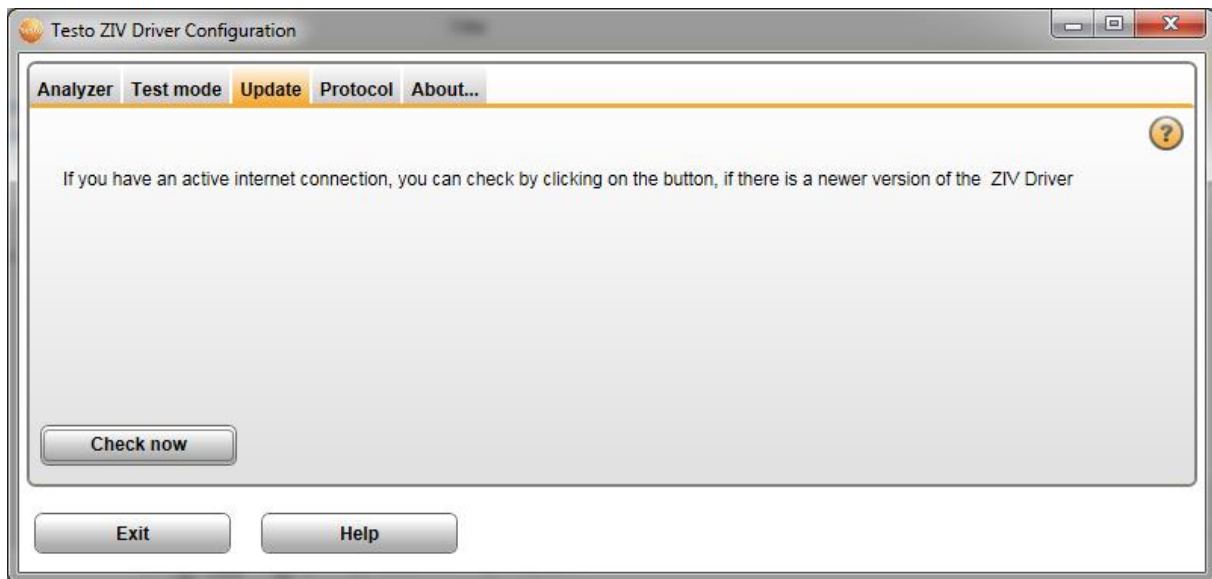 Testo ZIV Driver Configuration
Analyzer Test mode Update Protocol About...
?
If you have an active internet connection, you can check by clicking on the button, if there is a newer version of the ZIV Driver
Check now
Exit Help